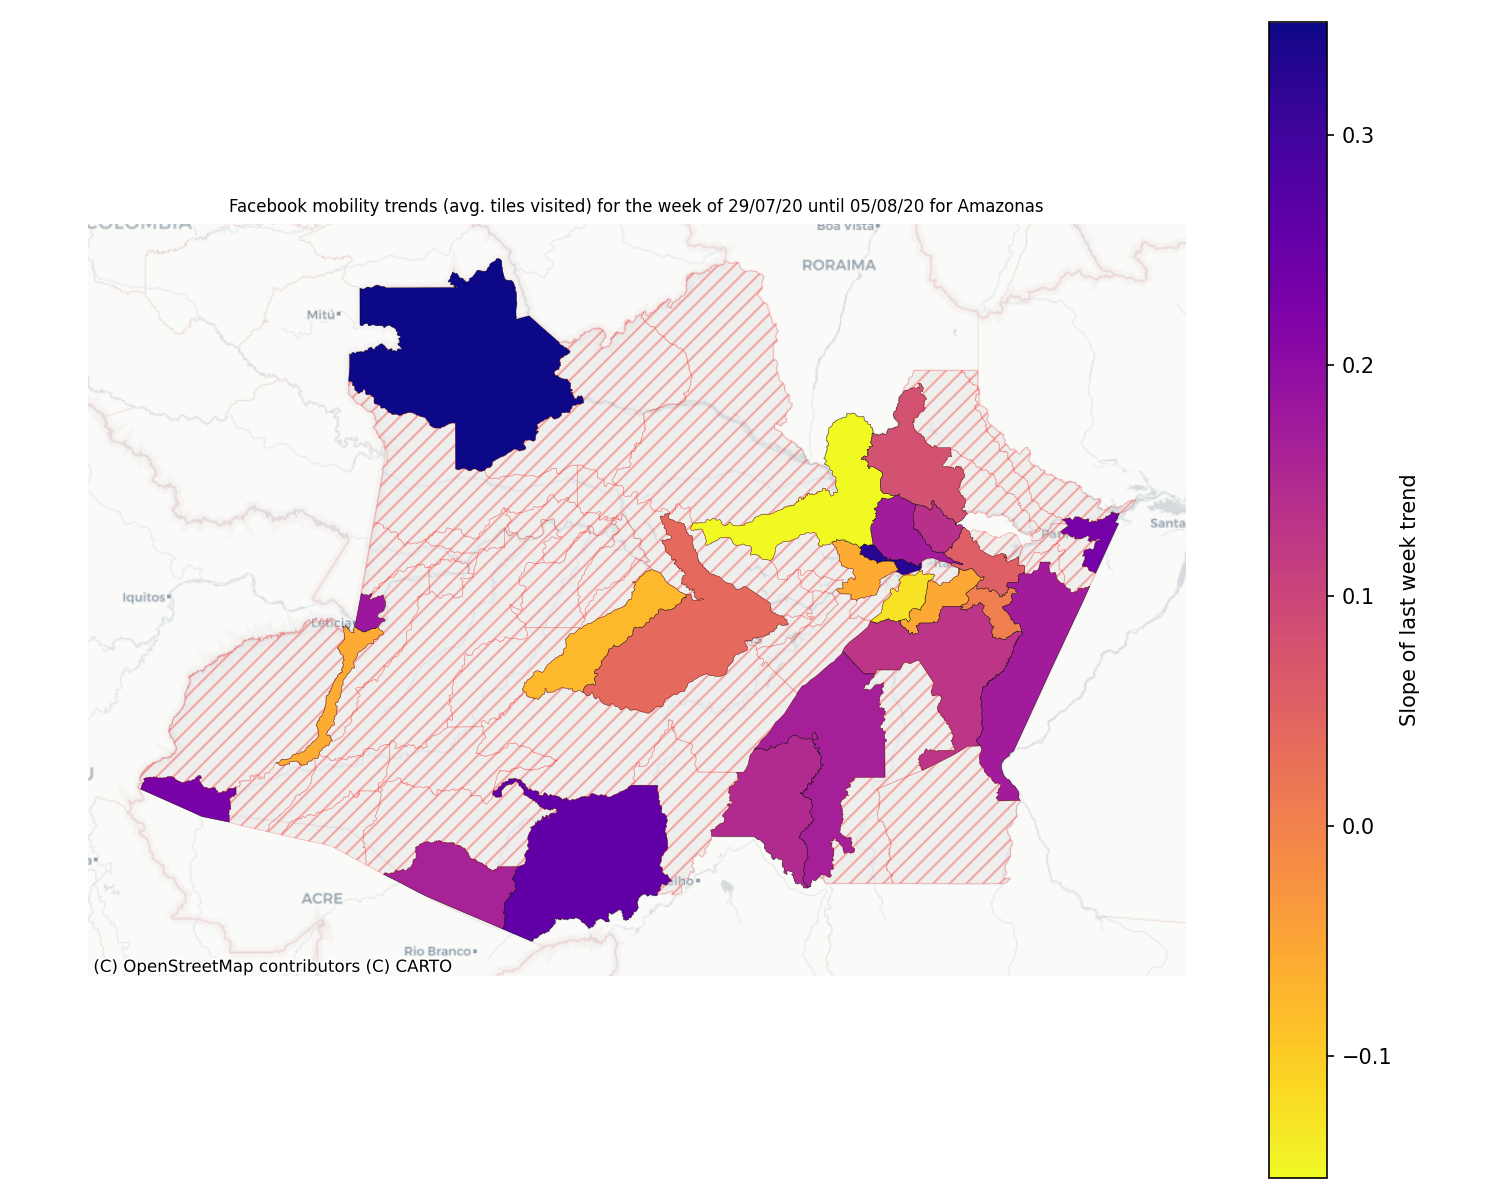 Facebook mobility trends (avg. tiles visited) for the week of 29/07/20 until 05/08/20 for Amazonas
COLOMBIA
Boa Vista
RORAIMA
Mitú
Santa
Iquitos
Leticia
elho
ACRE
Rio Branco
(C) OpenStreetMap contributors (C) CARTO
0.3
0.2
0.1
0.0
−0.1
Slope of last week trend